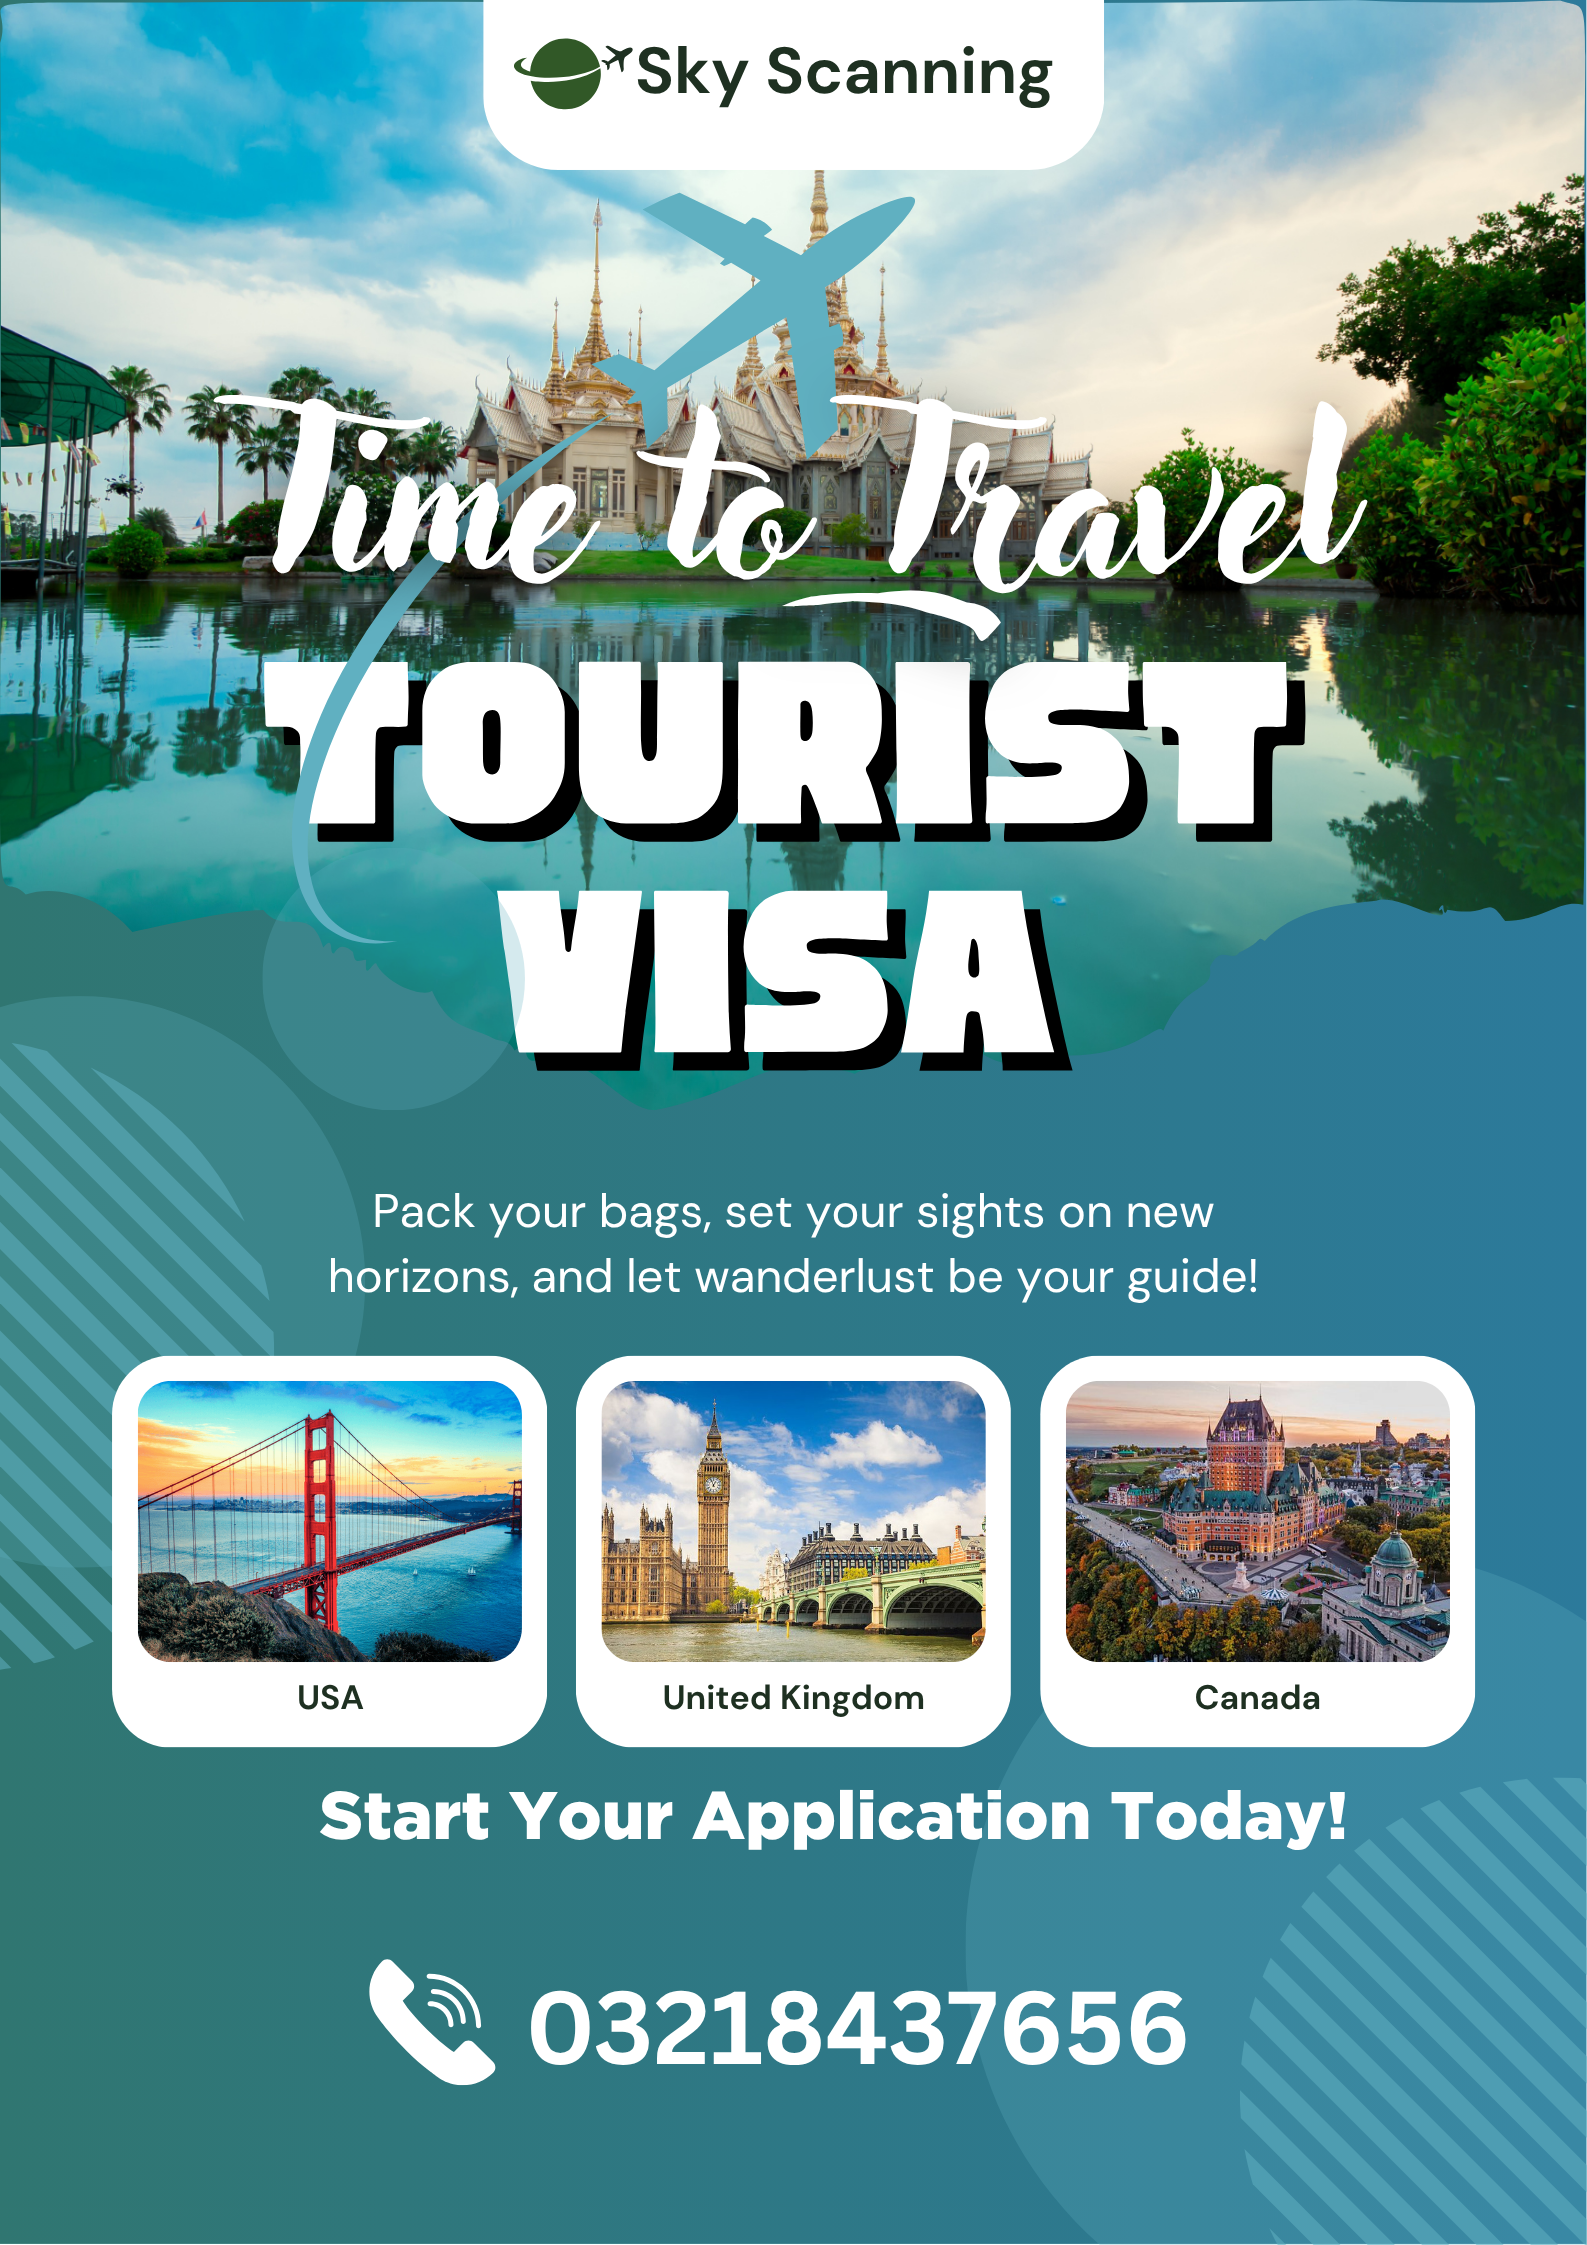 Sky Scanning
Time to Travel
TOURIST
VISA
Pack your bags, set your sights on new
horizons, and let wanderlust be your guide!
USA
United Kingdom
Canada
Start Your Application Today!
03218437656